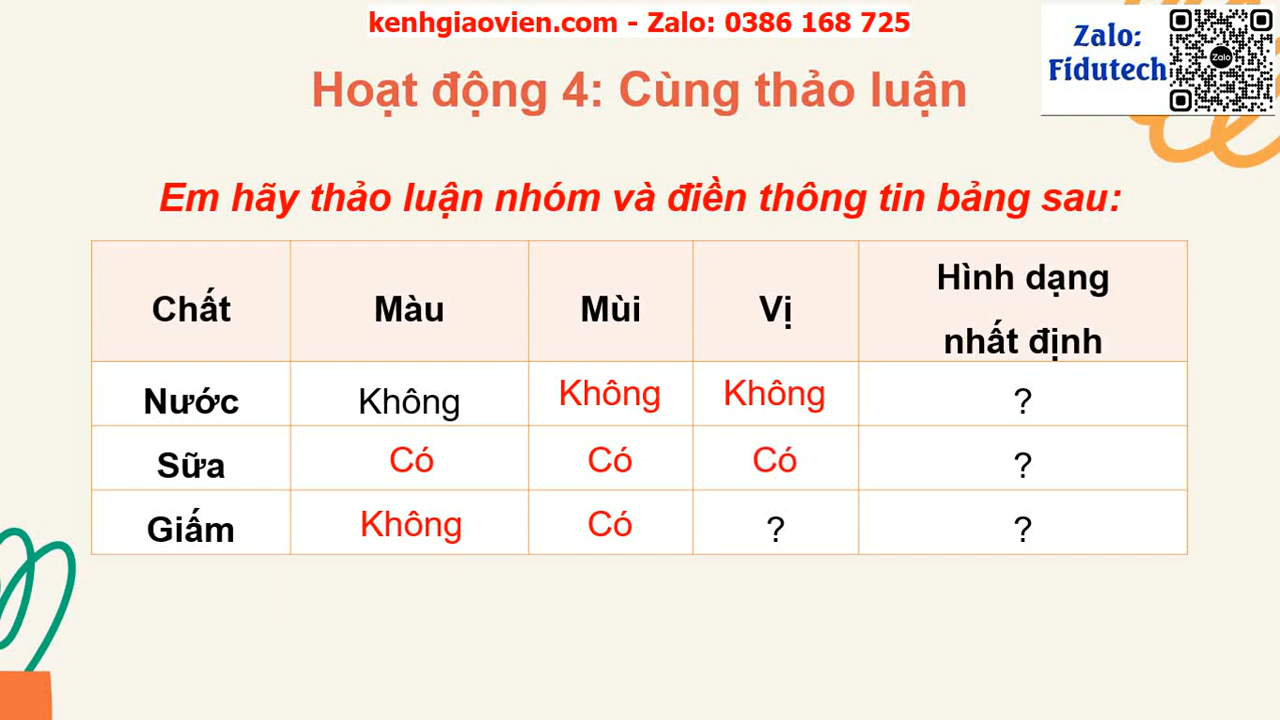 kenhgiaovien.com - Zalo: 0386 168 725
Zalo:
Fidutech
Zalo
Hoạt động 4: Cùng thảo luận
Em hãy thảo luận nhóm và điền thông tin bảng sau:
Chất Màu Mùi Vị Hình dạng nhất định
Nước Không Không Không ?
Sữa Có Có Có ?
Giấm Không Có ? ?